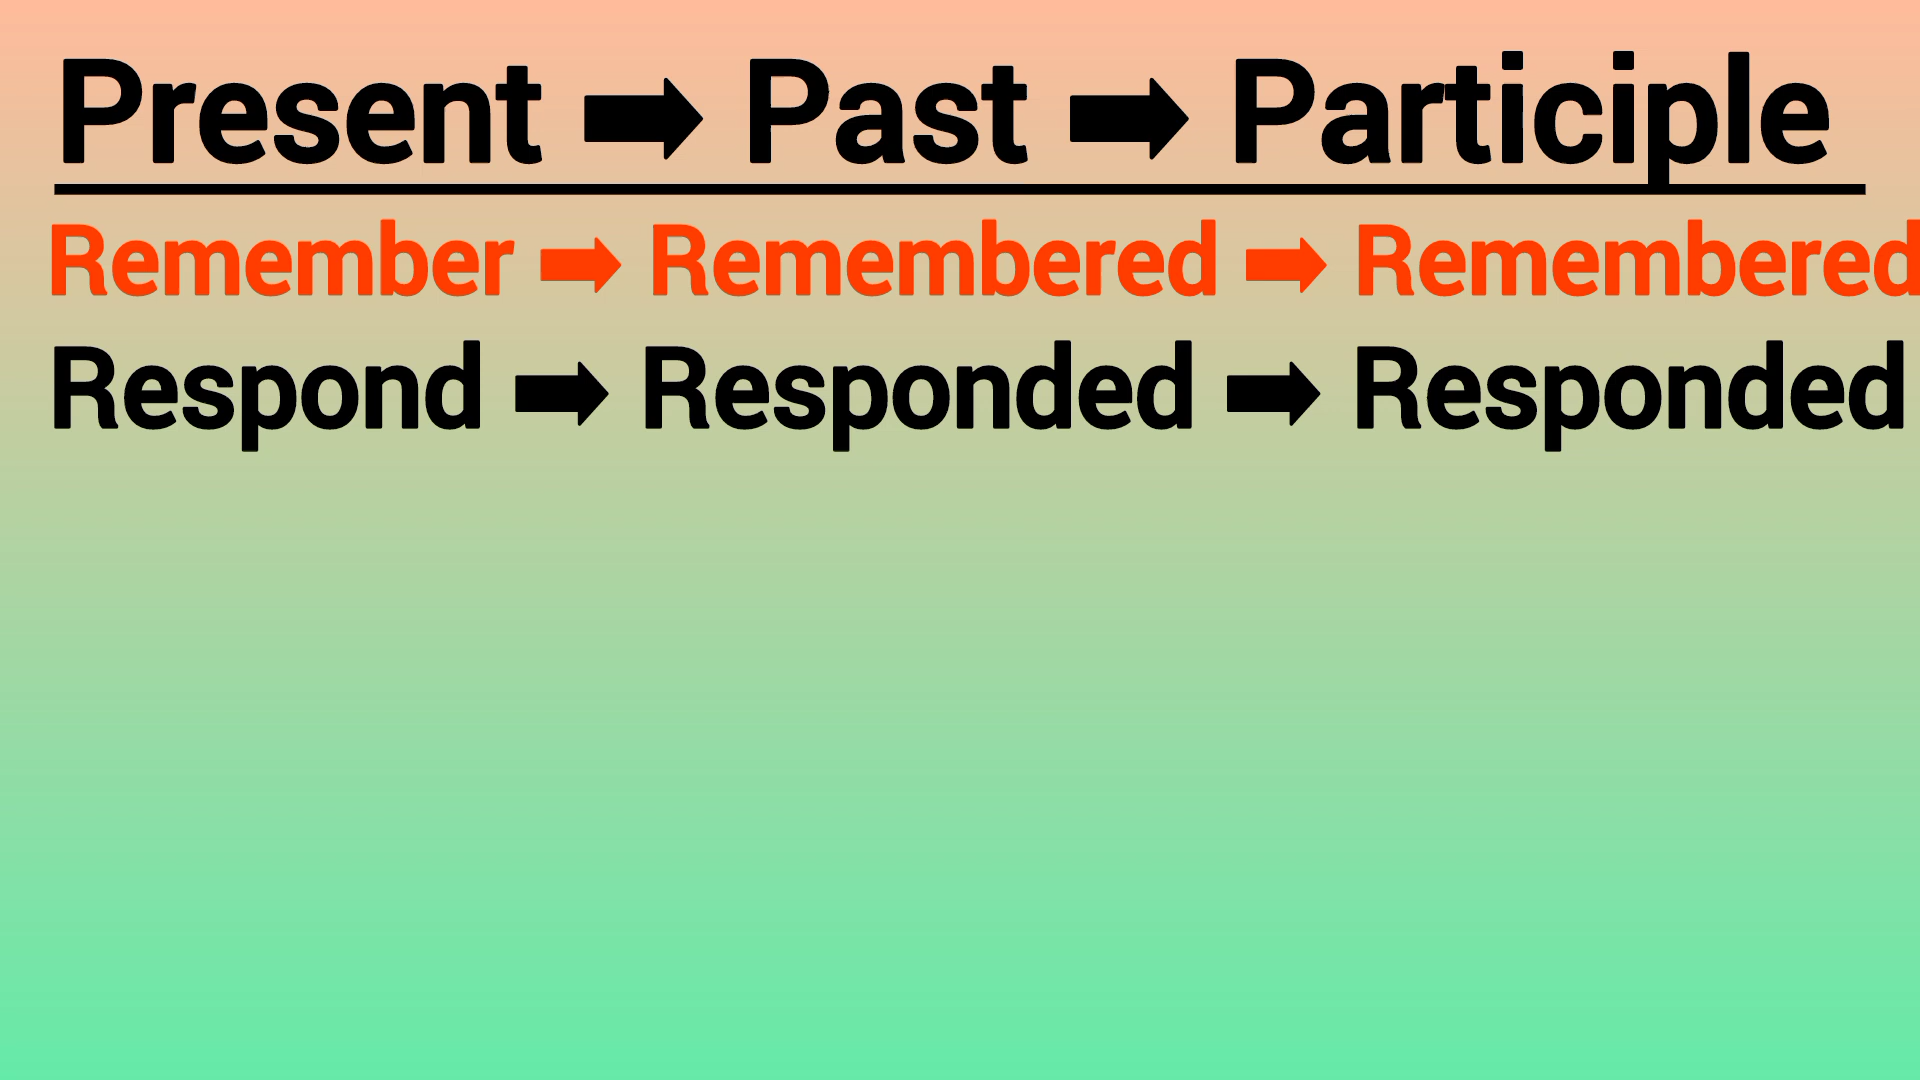 Present ➡ Past ➡ Participle
Remember ➡ Remembered ➡ Remembered
Respond ➡ Responded ➡ Responded